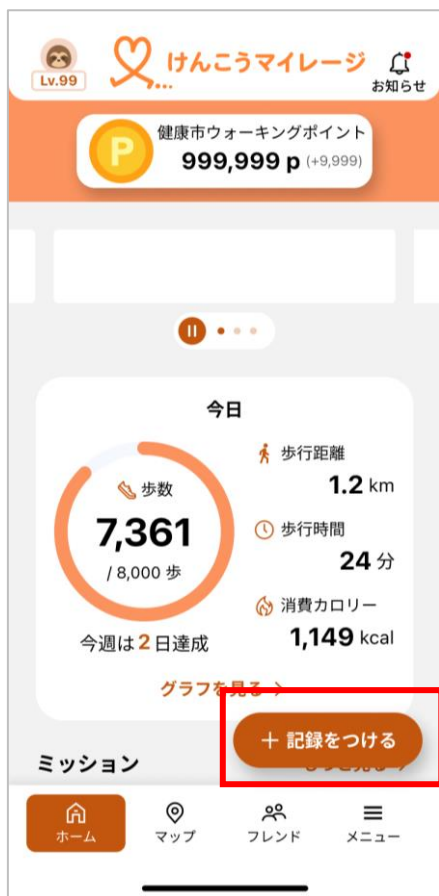 Lv.99
けんこうマイレージ
お知らせ
P
健康市ウォーキングポイント
999,999 p (+9,999)
今日
歩数
7,361
/ 8,000 歩
今週は2日達成
歩行距離
1.2 km
歩行時間
24 分
消費カロリー
1,149 kcal
グラフを見る
+ 記録をつける
ミッション
ホーム
マップ
フレンド
メニュー